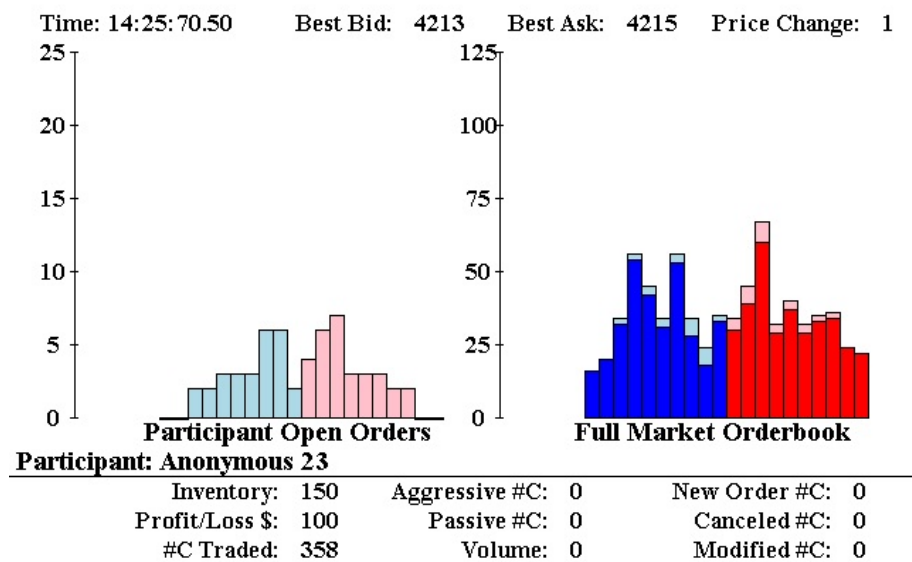 Time: 14:25:70.50 Best Bid: 4213 Best Ask: 4215 Price Change: 1
25
20
15
10
5
0
125
100
75
50
25
0
Participant Open Orders
Full Market Orderbook
Participant: Anonymous 23
Inventory: 150 Aggressive #C: 0 New Order #C: 0
Profit/Loss $: 100 Passive #C: 0 Canceled #C: 0
#C Traded: 358 Volume: 0 Modified #C: 0